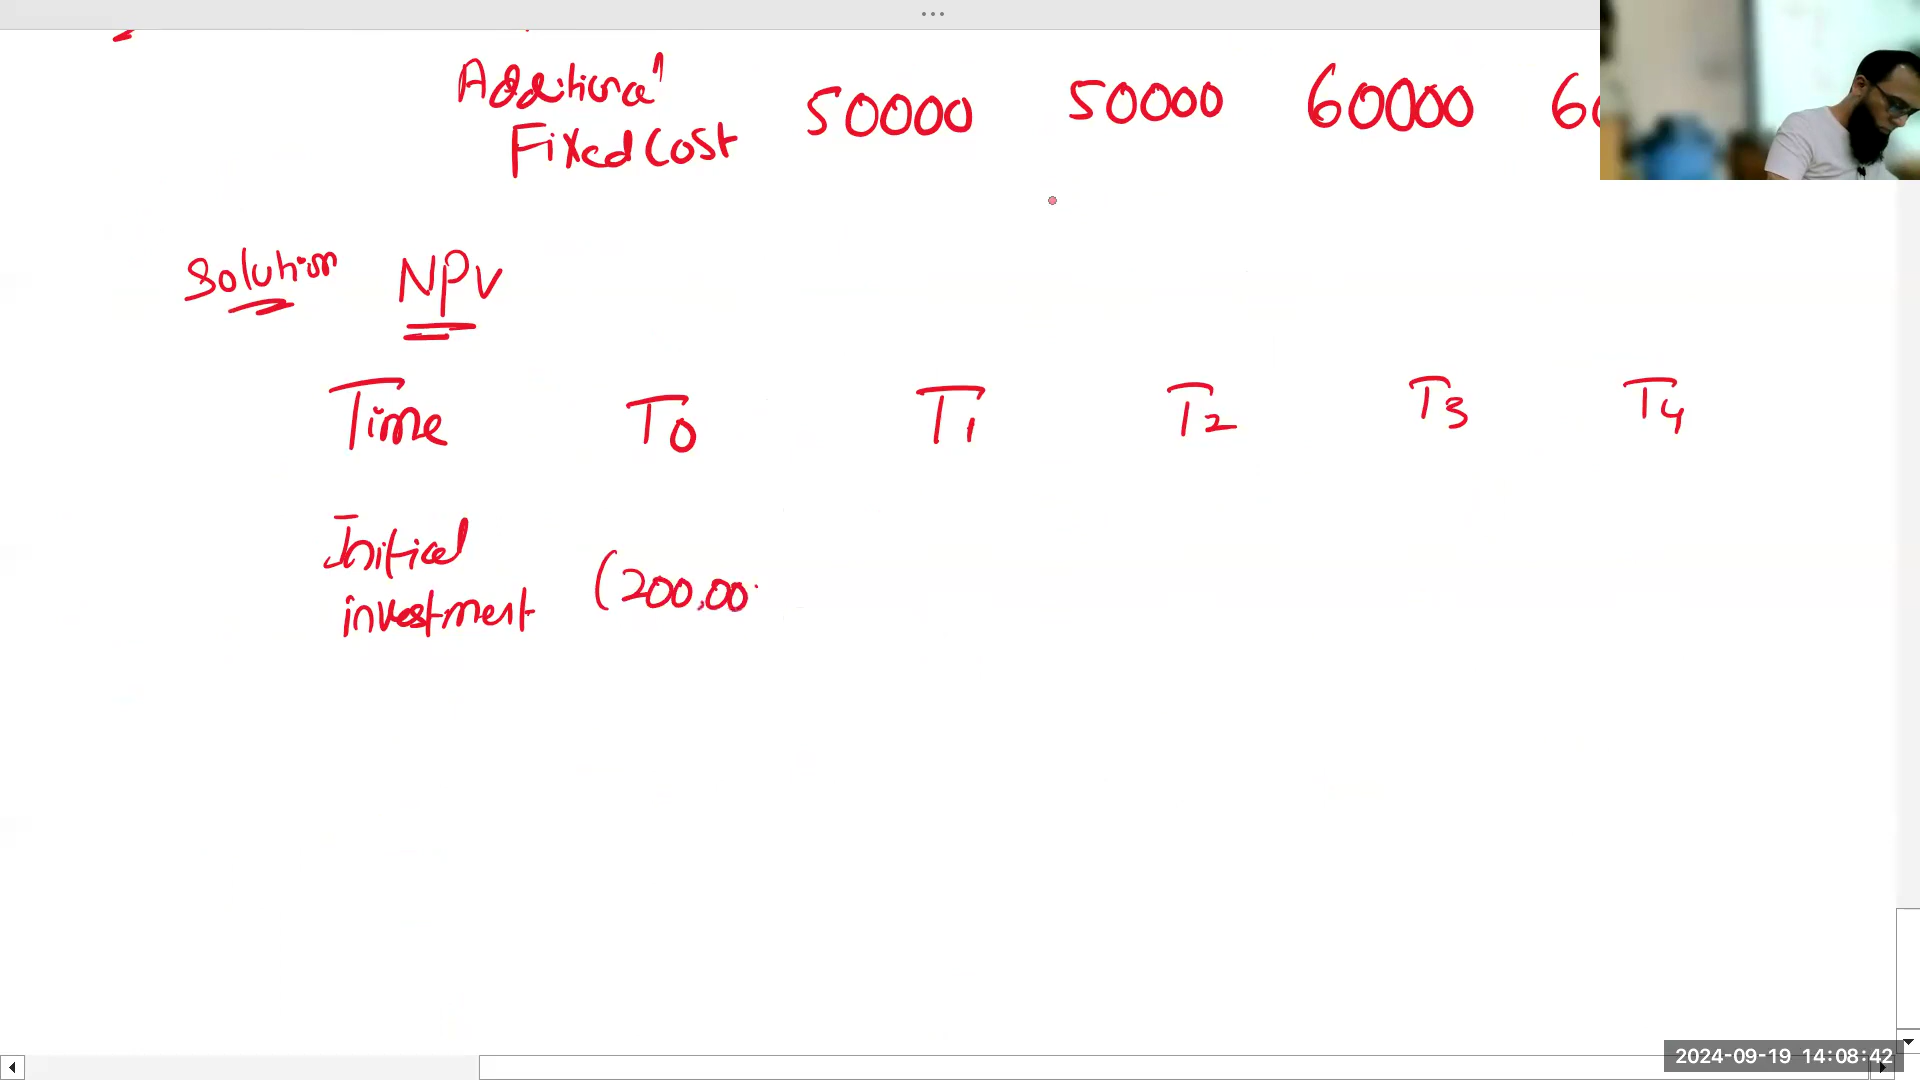 Additional 50000 50000 60000 60
Fixed Cost
Solution NPV
Time T0 T1 T2 T3 T4
Initial
investment (200,00
2024-09-19 14:08:42